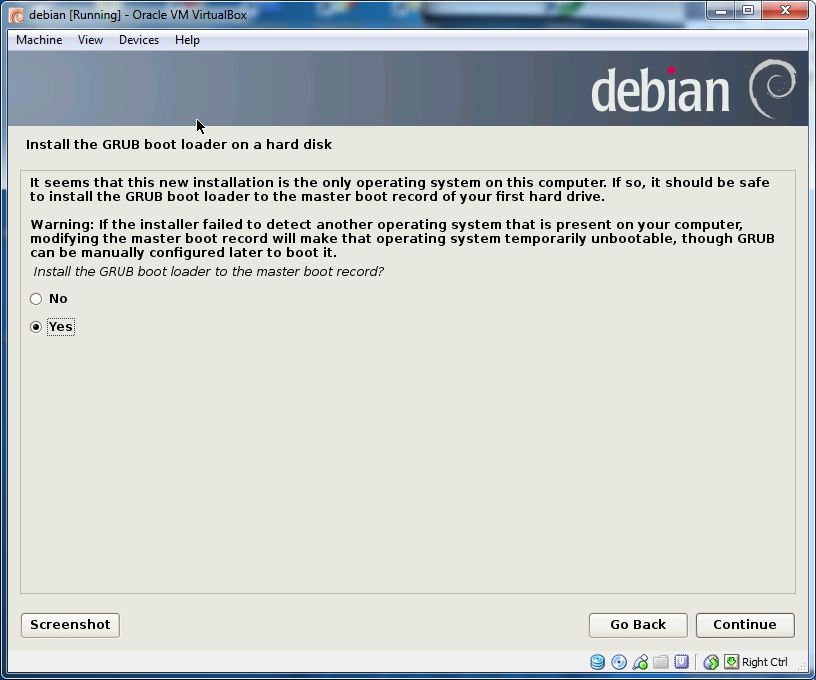 debian [Running] - Oracle VM VirtualBox
Machine View Devices Help
debian
Install the GRUB boot loader on a hard disk
It seems that this new installation is the only operating system on this computer. If so, it should be safe
to install the GRUB boot loader to the master boot record of your first hard drive.
Warning: If the installer failed to detect another operating system that is present on your computer,
modifying the master boot record will make that operating system temporarily unbootable, though GRUB
can be manually configured later to boot it.
Install the GRUB boot loader to the master boot record?
No
Yes
Screenshot Go Back Continue
Right Ctrl